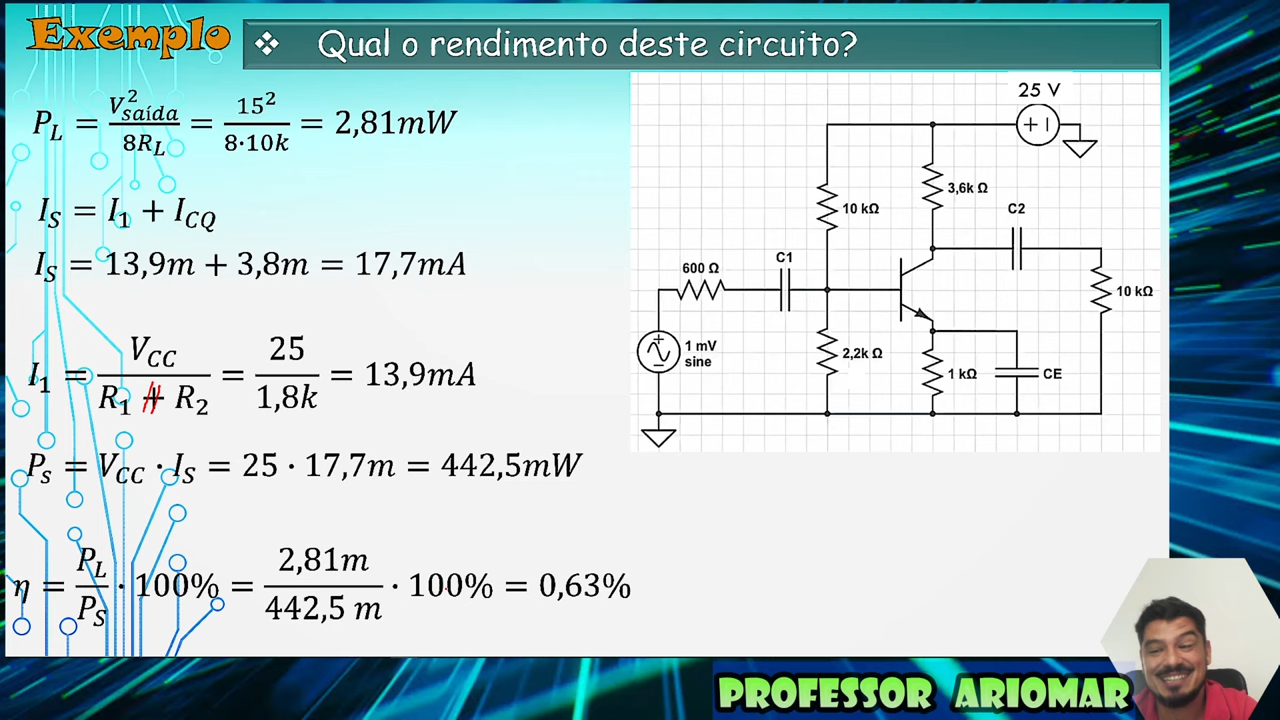 Exemplo
❖ Qual o rendimento deste circuito?
P_L = V²_saída / 8R_L = 15² / 8·10k = 2,81mW
I_S = I_1 + I_CQ
I_S = 13,9m + 3,8m = 17,7mA
I_1 = V_CC / R_1 + R_2 = 25 / 1,8k = 13,9mA
//
P_s = V_CC · I_S = 25 · 17,7m = 442,5mW
η = P_L / P_S · 100% = 2,81m / 442,5 m · 100% = 0,63%
25 V
+ I
3,6k Ω
10 kΩ
C2
C1
600 Ω
10 kΩ
1 mV
sine
2,2k Ω
1 kΩ
CE
PROFESSOR ARIOMAR